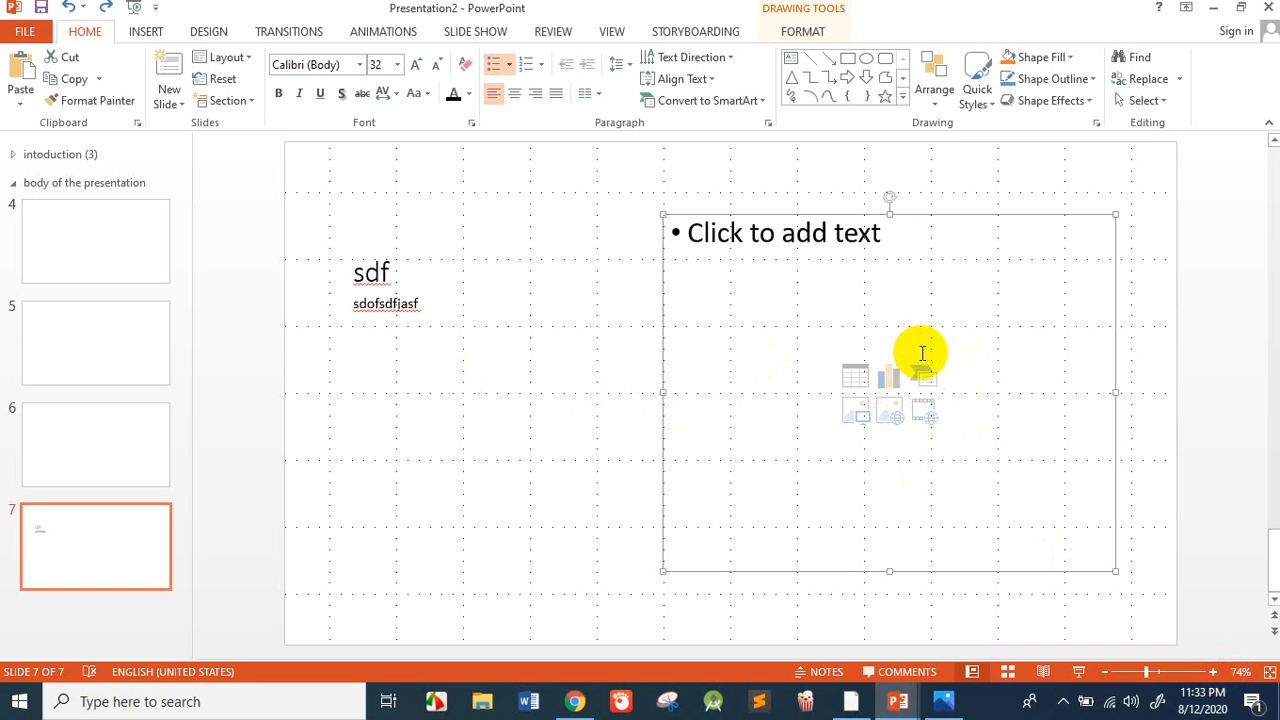 Presentation2 - PowerPoint
DRAWING TOOLS
?
FILE HOME INSERT DESIGN TRANSITIONS ANIMATIONS SLIDE SHOW REVIEW VIEW STORYBOARDING FORMAT Sign in
Paste
Cut
Copy
Format Painter
Clipboard
New Slide
Layout
Reset
Section
Slides
Calibri (Body) 32
B I U S abc AV Aa A
Font
Text Direction
Align Text
Convert to SmartArt
Paragraph
Arrange
Quick Styles
Shape Fill
Shape Outline
Shape Effects
Drawing
Find
Replace
Select
Editing
intoduction (3)
body of the presentation
4
5
6
7
• Click to add text
sdf
sdofsdfjasf
SLIDE 7 OF 7 ENGLISH (UNITED STATES) NOTES COMMENTS 74%
Type here to search
11:33 PM
8/12/2020